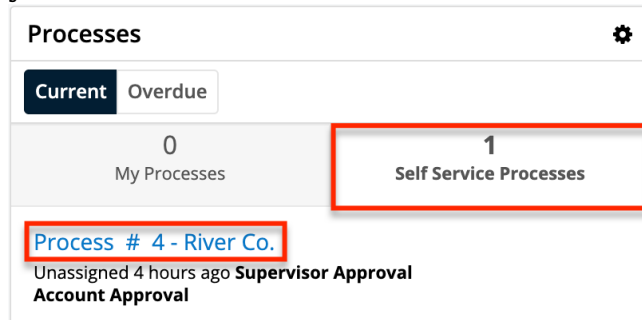 Processes
Current Overdue
0 1
My Processes Self Service Processes
Process # 4 - River Co.
Unassigned 4 hours ago Supervisor Approval
Account Approval